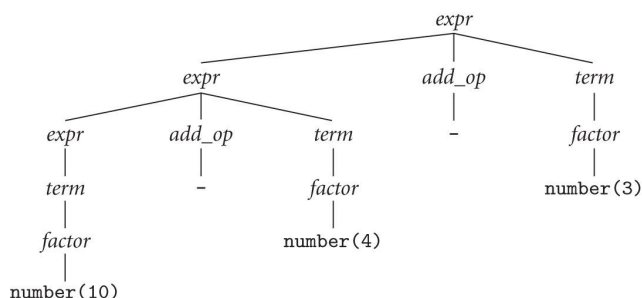 expr
expr add_op term
expr add_op term - factor
term - factor number(3)
factor number(4)
number(10)